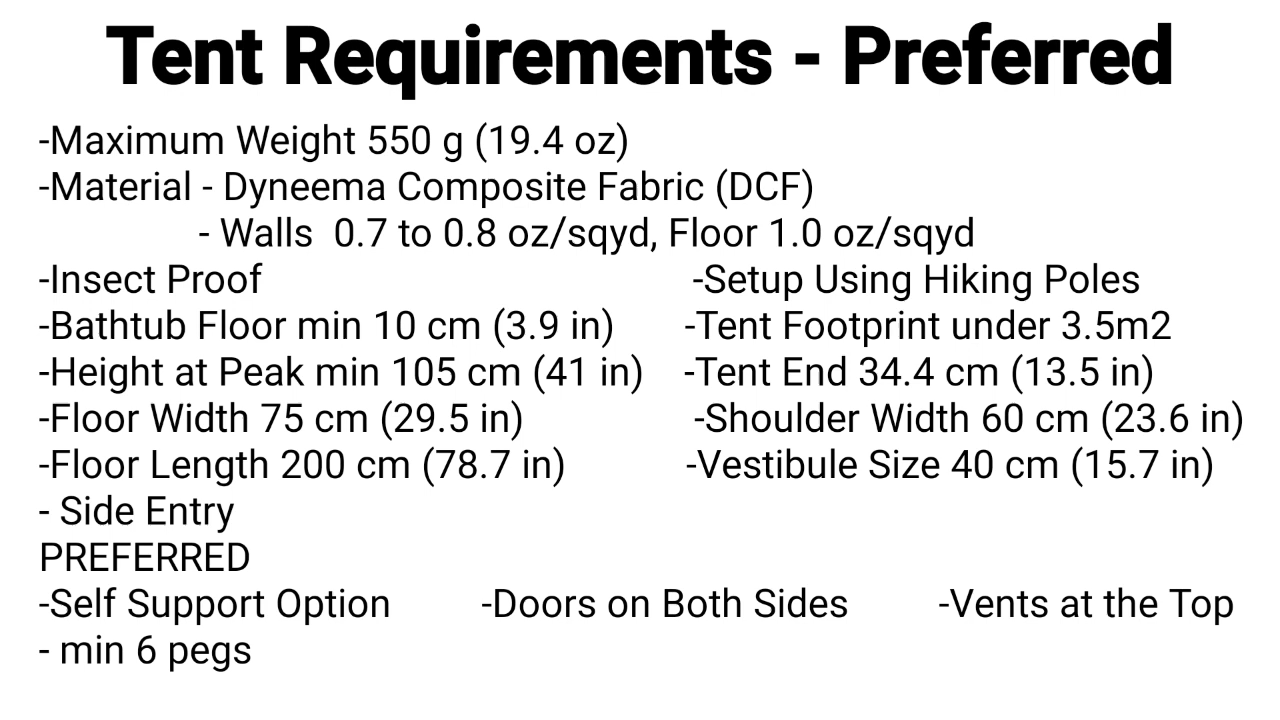 Tent Requirements - Preferred
-Maximum Weight 550 g (19.4 oz)
-Material - Dyneema Composite Fabric (DCF)
- Walls  0.7 to 0.8 oz/sqyd, Floor 1.0 oz/sqyd
-Insect Proof -Setup Using Hiking Poles
-Bathtub Floor min 10 cm (3.9 in) -Tent Footprint under 3.5m2
-Height at Peak min 105 cm (41 in) -Tent End 34.4 cm (13.5 in)
-Floor Width 75 cm (29.5 in) -Shoulder Width 60 cm (23.6 in)
-Floor Length 200 cm (78.7 in) -Vestibule Size 40 cm (15.7 in)
- Side Entry
PREFERRED
-Self Support Option -Doors on Both Sides -Vents at the Top
- min 6 pegs